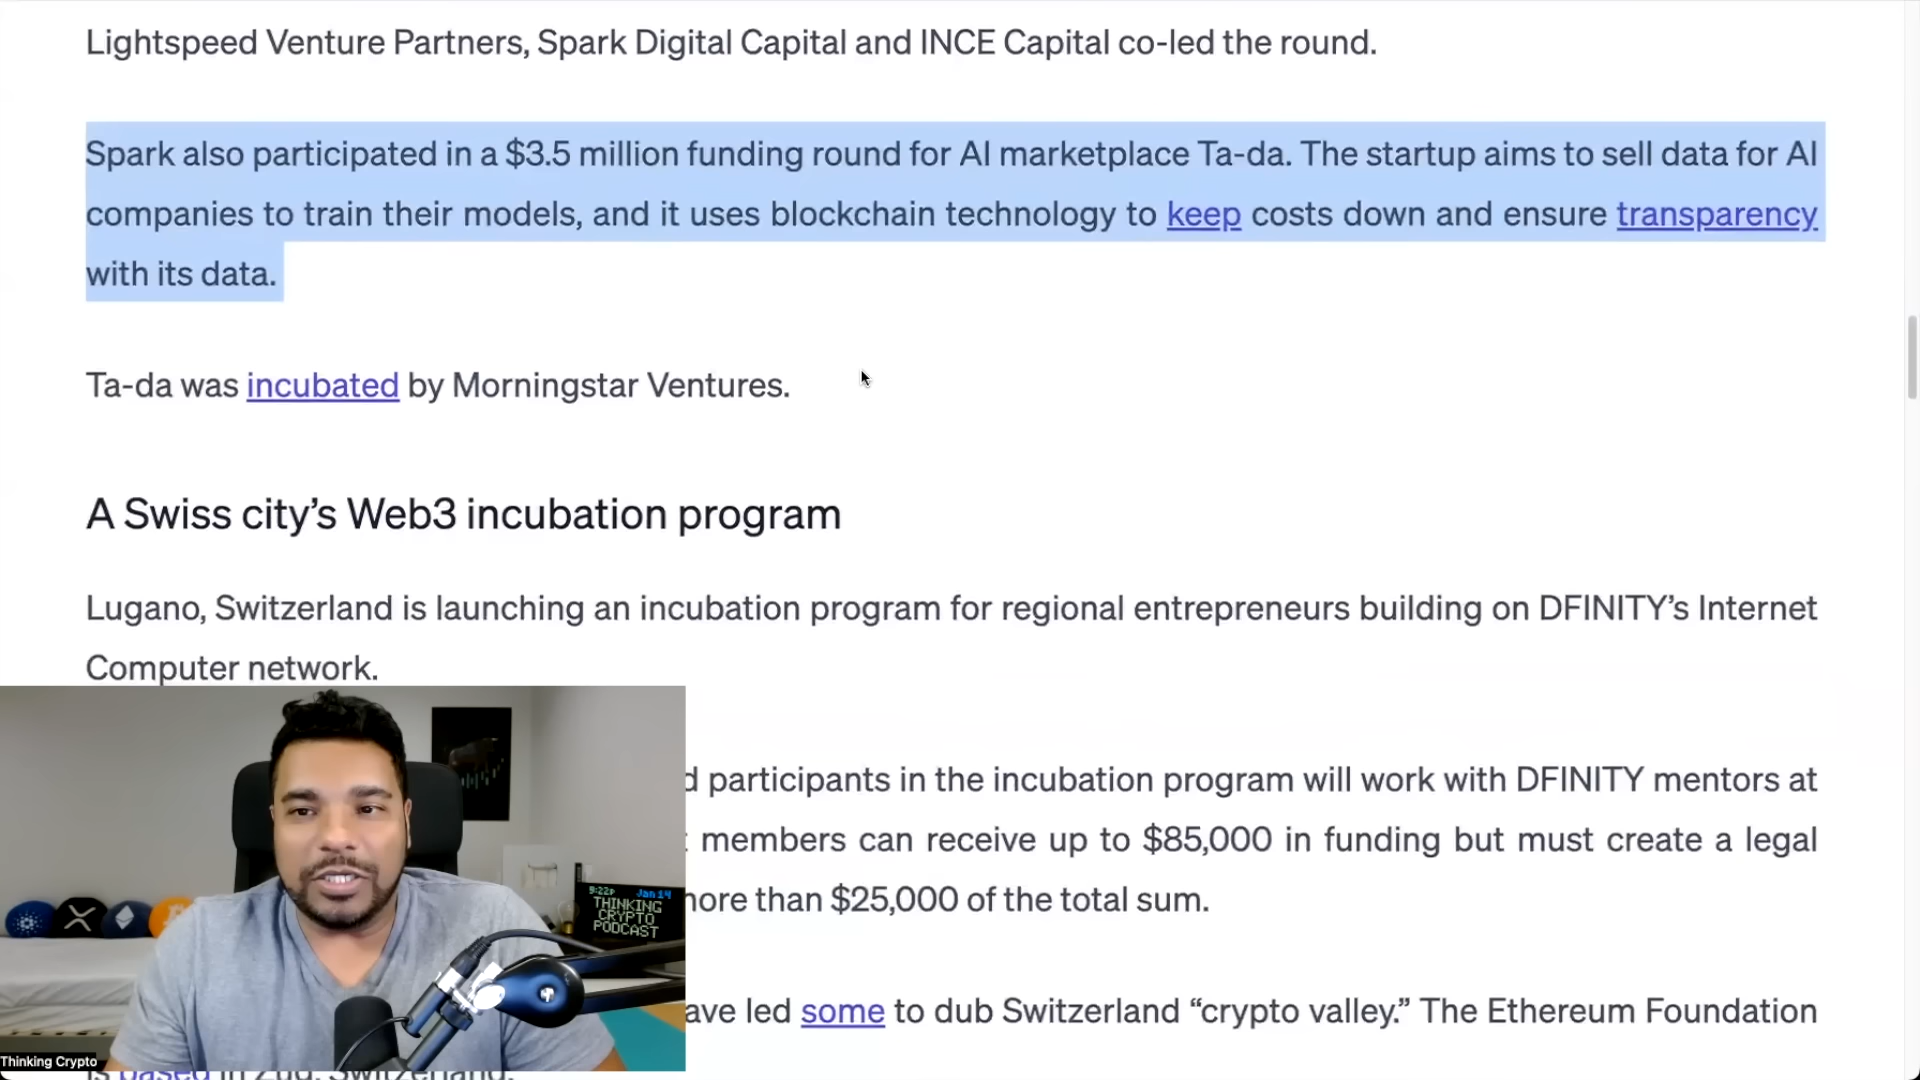 Lightspeed Venture Partners, Spark Digital Capital and INCE Capital co-led the round.
Spark also participated in a $3.5 million funding round for AI marketplace Ta-da. The startup aims to sell data for AI
companies to train their models, and it uses blockchain technology to keep costs down and ensure transparency
with its data.
Ta-da was incubated by Morningstar Ventures.
A Swiss city’s Web3 incubation program
Lugano, Switzerland is launching an incubation program for regional entrepreneurs building on DFINITY’s Internet
Computer network.
participants in the incubation program will work with DFINITY mentors at
members can receive up to $85,000 in funding but must create a legal
than $25,000 of the total sum.
led some to dub Switzerland “crypto valley.” The Ethereum Foundation
9:22P Jan 14
THINKING
CRYPTO
PODCAST
Thinking Crypto